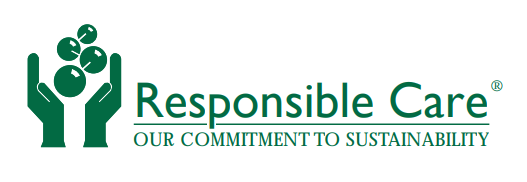 Responsible Care®
OUR COMMITMENT TO SUSTAINABILITY